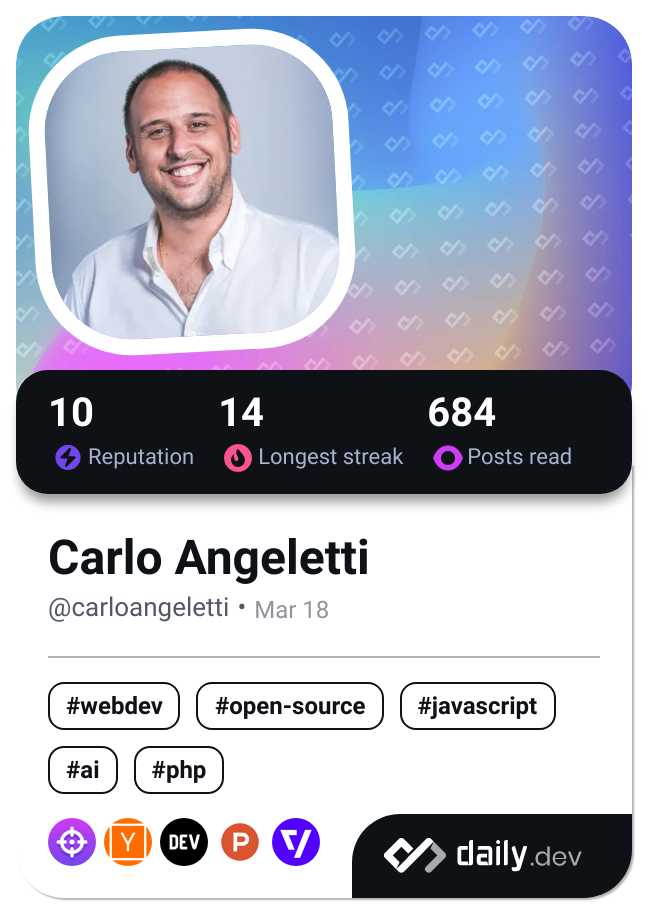 10 14 684
Reputation Longest streak Posts read
Carlo Angeletti
@carloangeletti • Mar 18
#webdev #open-source #javascript
#ai #php
Y DEV P
daily.dev